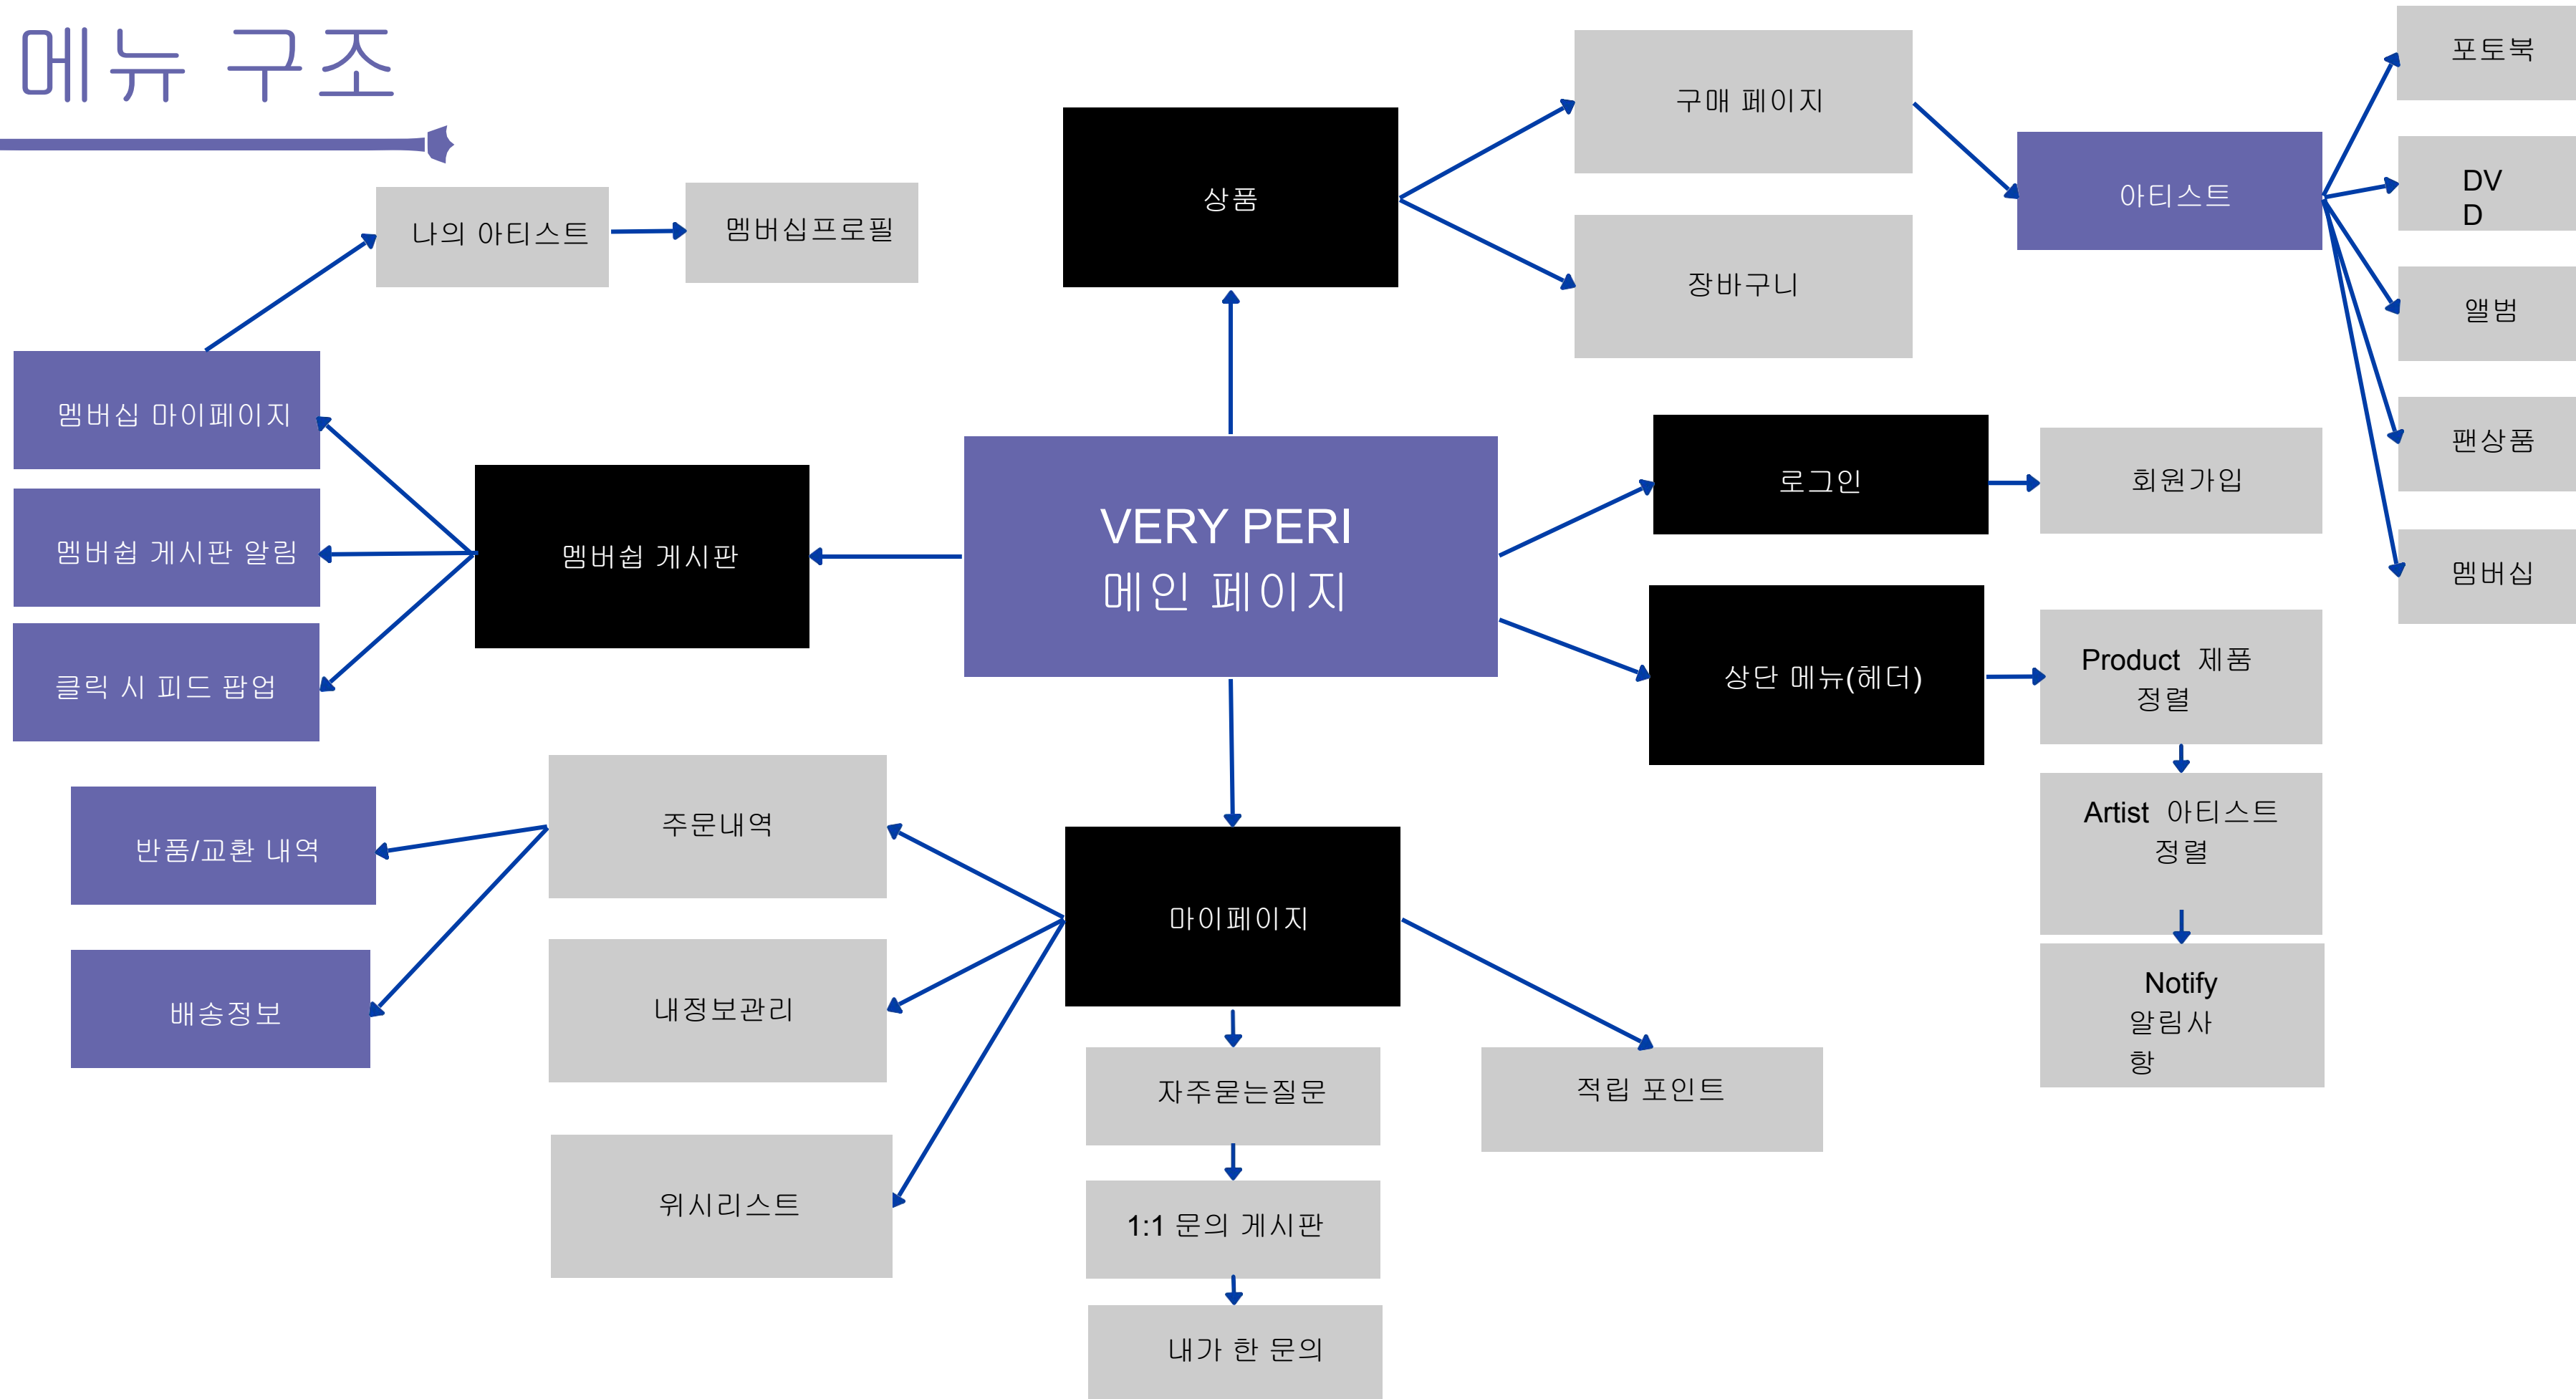 메뉴 구조
포토북
구매 페이지
DV
D
상품
아티스트
나의 아티스트
멤버십프로필
장바구니
앨범
멤버십 마이페이지
팬상품
로그인
회원가입
VERY PERI
메인 페이지
멤버쉽 게시판 알림
멤버쉽 게시판
멤버십
클릭 시 피드 팝업
상단 메뉴(헤더)
Product 제품
정렬
주문내역
반품/교환 내역
Artist 아티스트
정렬
마이페이지
배송정보
내정보관리
Notify
알림사
항
자주묻는질문
적립 포인트
위시리스트
1:1 문의 게시판
내가 한 문의